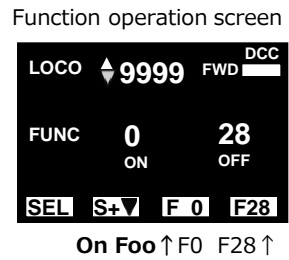 Function operation screen
DCC
LOCO 9999 FWD
FUNC 0 28
ON OFF
SEL S+▼ F 0 F28
On Foo↑F0 F28↑